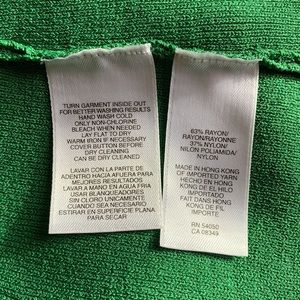 TURN GARMENT INSIDE OUT
FOR BETTER WASHING RESULTS
HAND WASH COLD
ONLY NON-CHLORINE
BLEACH WHEN NEEDED
LAY FLAT TO DRY
WARM IRON IF NECESSARY
COVER BUTTON BEFORE
DRY CLEANING
CAN BE DRY CLEANED
LAVAR CON LA PARTE DE
ADENTRO HACIA AFUERA PARA
MEJORES RESULTADOS
LAVAR A MANO EN AGUA FRIA
USAR BLANQUEADORES
SIN CLORO UNICAMENTE
CUANDO SEA NECESARIO
ESTIRAR EN SUPERFICIE PLANA
PARA SECAR
63% RAYON/
RAYON/RAYONNE
37% NYLON/
NILON POLIAMIDA/
NYLON
MADE IN HONG KONG
OF IMPORTED YARN
HECHO EN HONG
KONG DE EL HILO
IMPORTADO
FAIT DANS HONG
KONG DE FIL
IMPORTE
RN 54050
CA 08349